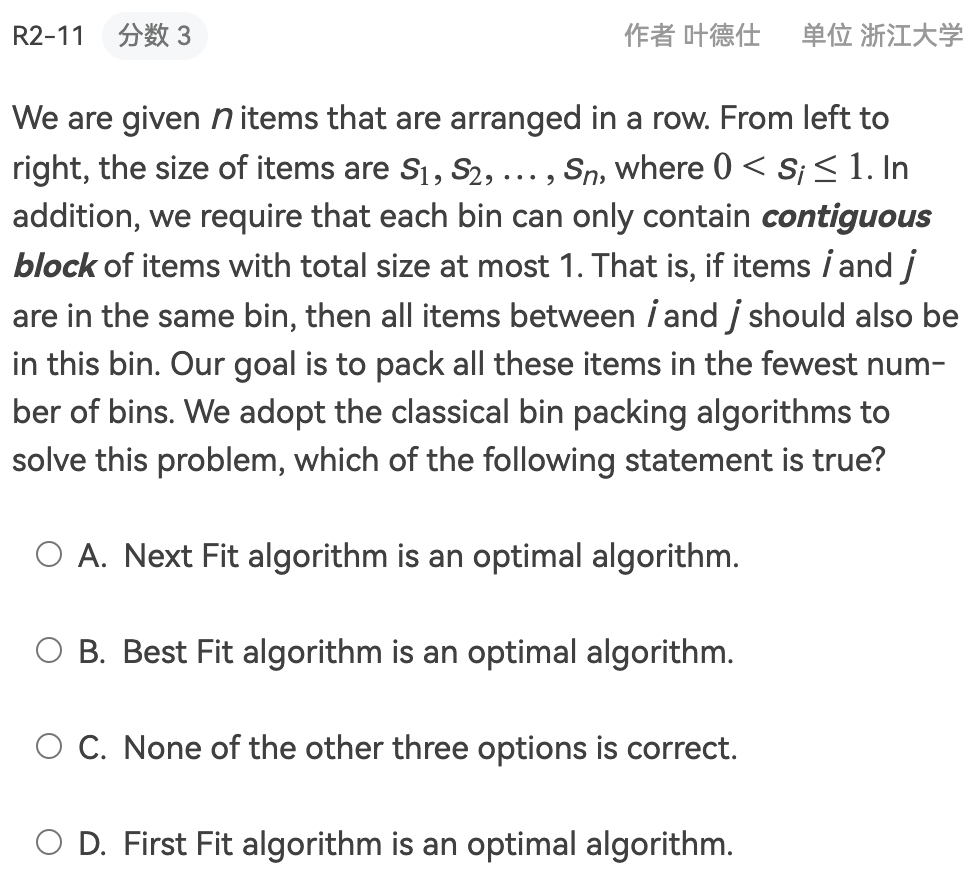 R2-11 分数 3 作者 叶德仕 单位 浙江大学
We are given n items that are arranged in a row. From left to
right, the size of items are s₁, s₂, … , sₙ, where 0 < sᵢ ≤ 1. In
addition, we require that each bin can only contain contiguous
block of items with total size at most 1. That is, if items i and j
are in the same bin, then all items between i and j should also be
in this bin. Our goal is to pack all these items in the fewest num-
ber of bins. We adopt the classical bin packing algorithms to
solve this problem, which of the following statement is true?
A. Next Fit algorithm is an optimal algorithm.
B. Best Fit algorithm is an optimal algorithm.
C. None of the other three options is correct.
D. First Fit algorithm is an optimal algorithm.